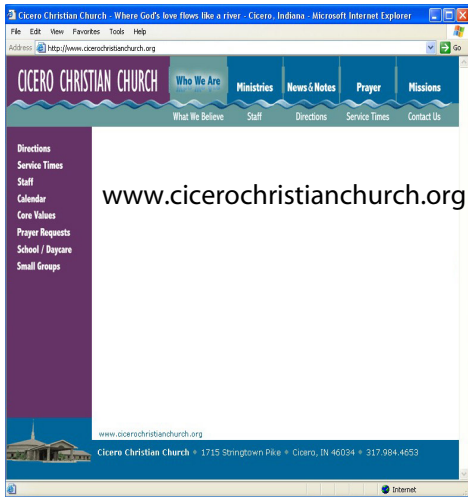 Cicero Christian Church - Where God's love flows like a river - Cicero, Indiana - Microsoft Internet Explorer
File Edit View Favorites Tools Help
Address http://www.cicerochristianchurch.org Go
CICERO CHRISTIAN CHURCH
Who We Are Ministries News & Notes Prayer Missions
What We Believe Staff Directions Service Times Contact Us
Directions
Service Times
Staff
Calendar
Core Values
Prayer Requests
School / Daycare
Small Groups
www.cicerochristianchurch.org
www.cicerochristianchurch.org
Cicero Christian Church • 1715 Stringtown Pike • Cicero, IN 46034 • 317.984.4653
Internet